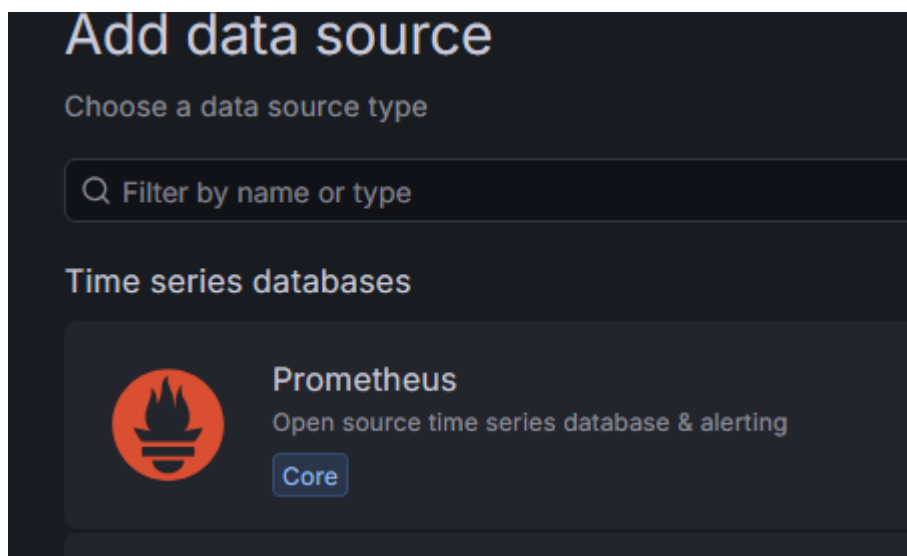 Add data source
Choose a data source type
Filter by name or type
Time series databases
Prometheus
Open source time series database & alerting
Core